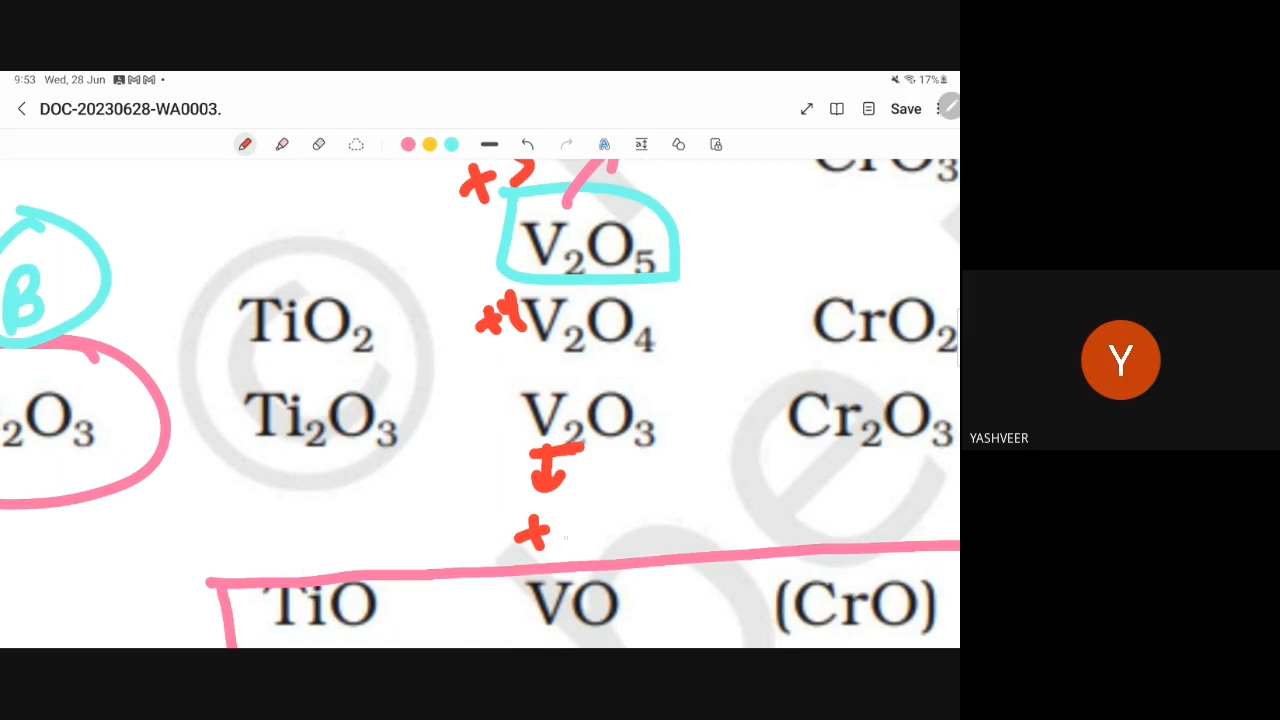 9:53 Wed, 28 Jun
17%
DOC-20230628-WA0003.
Save
CrO₃
+5
V₂O₅
B
TiO₂ +4 V₂O₄ CrO₂
₂O₃ Ti₂O₃ V₂O₃ Cr₂O₃
+
TiO VO (CrO)
Y
YASHVEER